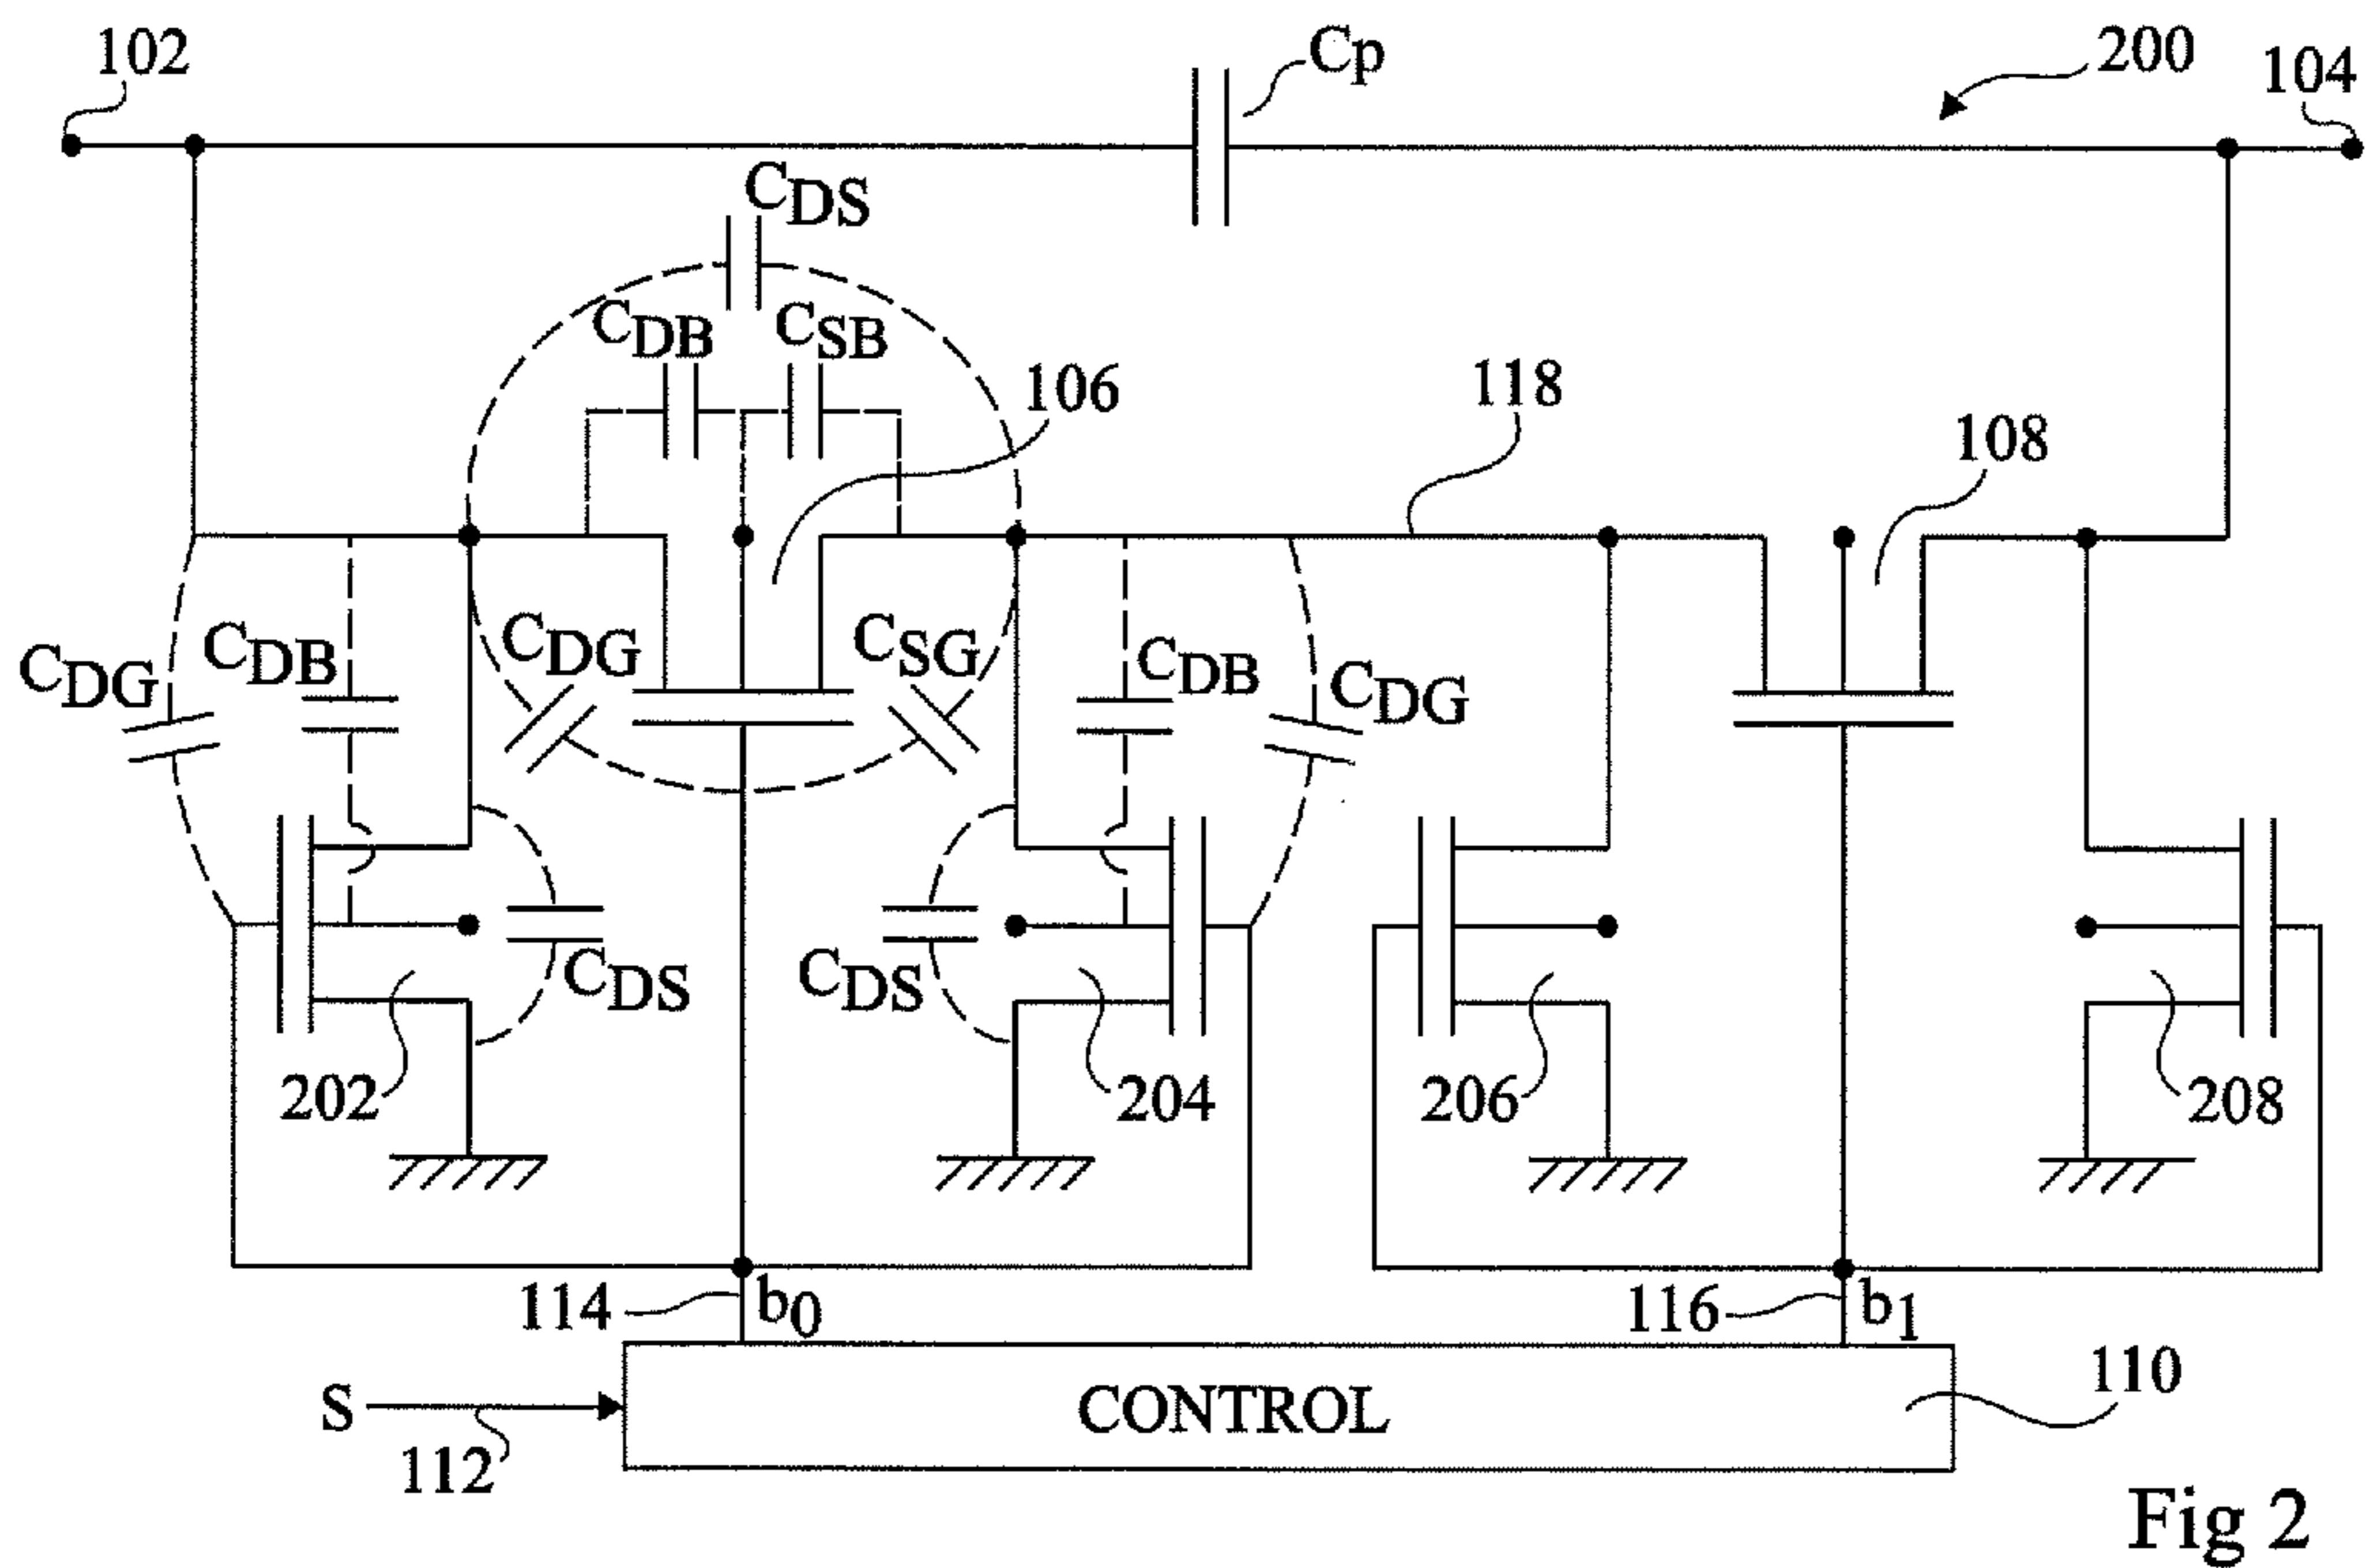 102
Cp
200
104
CDS
CDB
CSB
106
118
108
CDG
CDB
CDG
CSG
CDB
CDG
CDS
CDS
202
204
206
208
114
b0
116
b1
S
112
CONTROL
110
Fig 2